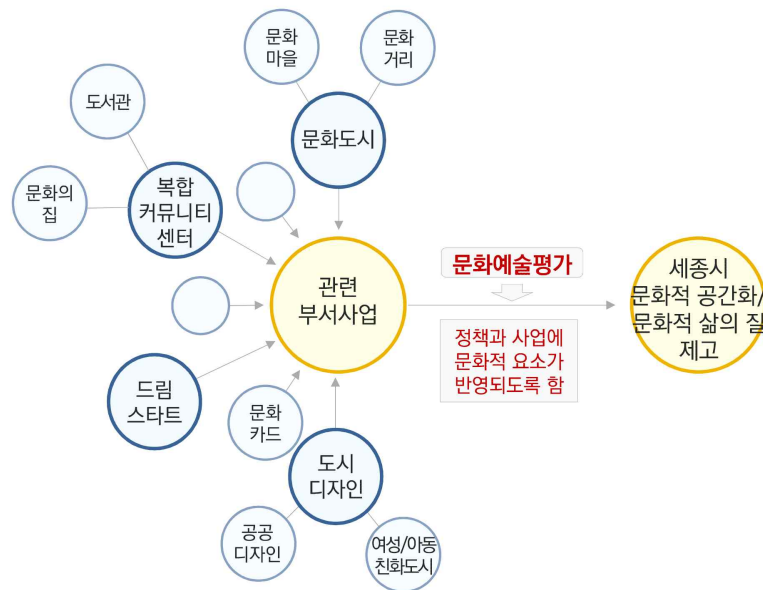 문화
마을
문화
거리
도서관
문화도시
문화의
집
복합
커뮤니티
센터
관련
부서사업
문화예술평가
정책과 사업에
문화적 요소가
반영되도록 함
세종시
문화적 공간화/
문화적 삶의 질
제고
드림
스타트
문화
카드
도시
디자인
공공
디자인
여성/아동
친화도시